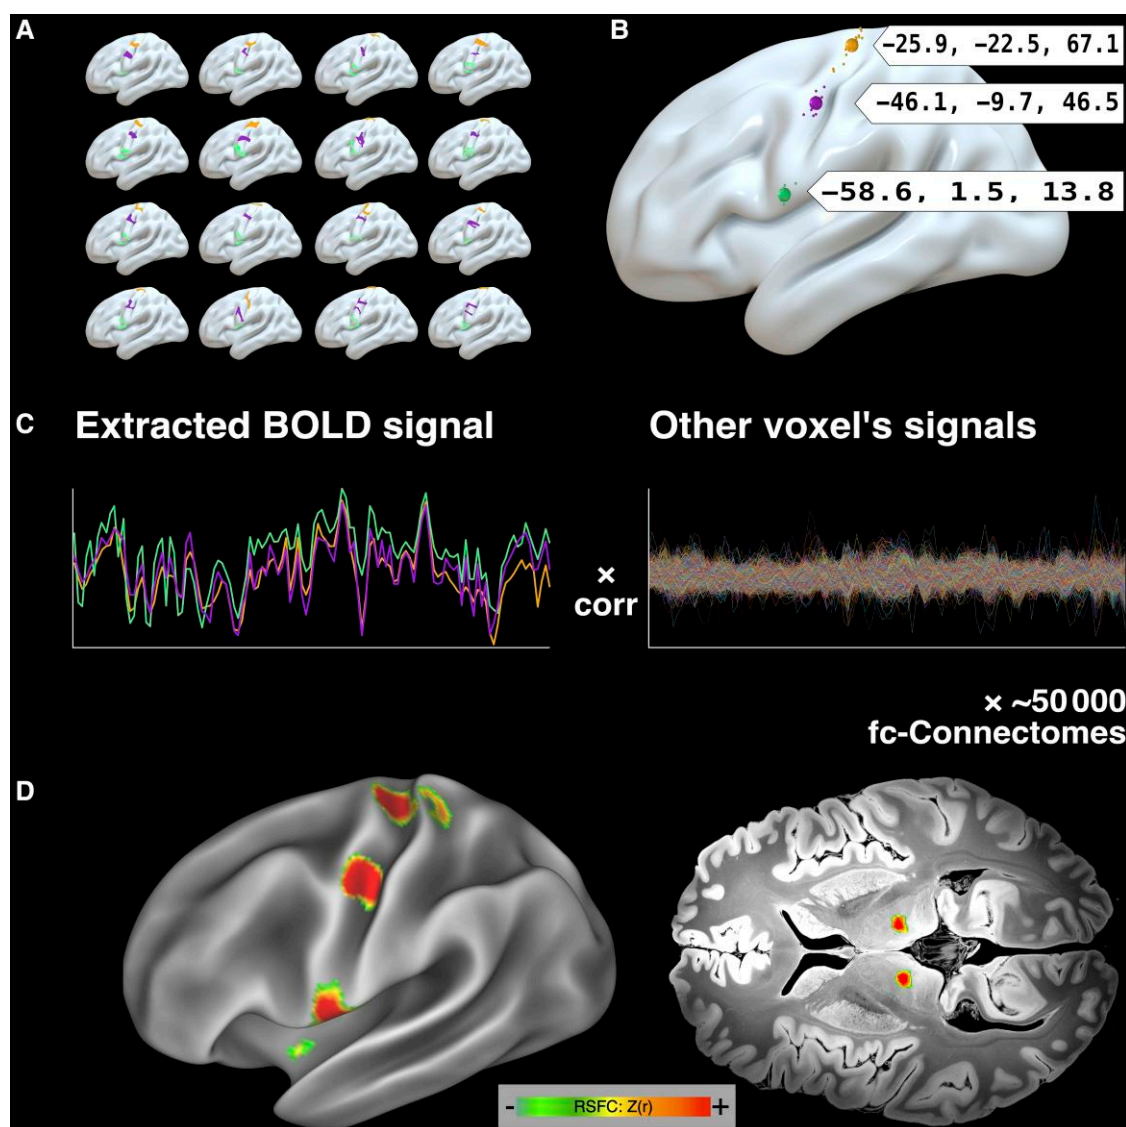 A
B
−25.9, −22.5, 67.1
−46.1, −9.7, 46.5
−58.6, 1.5, 13.8
C
Extracted BOLD signal
Other voxel's signals
×
corr
× ~50 000
fc-Connectomes
D
- RSFC: Z(r) +